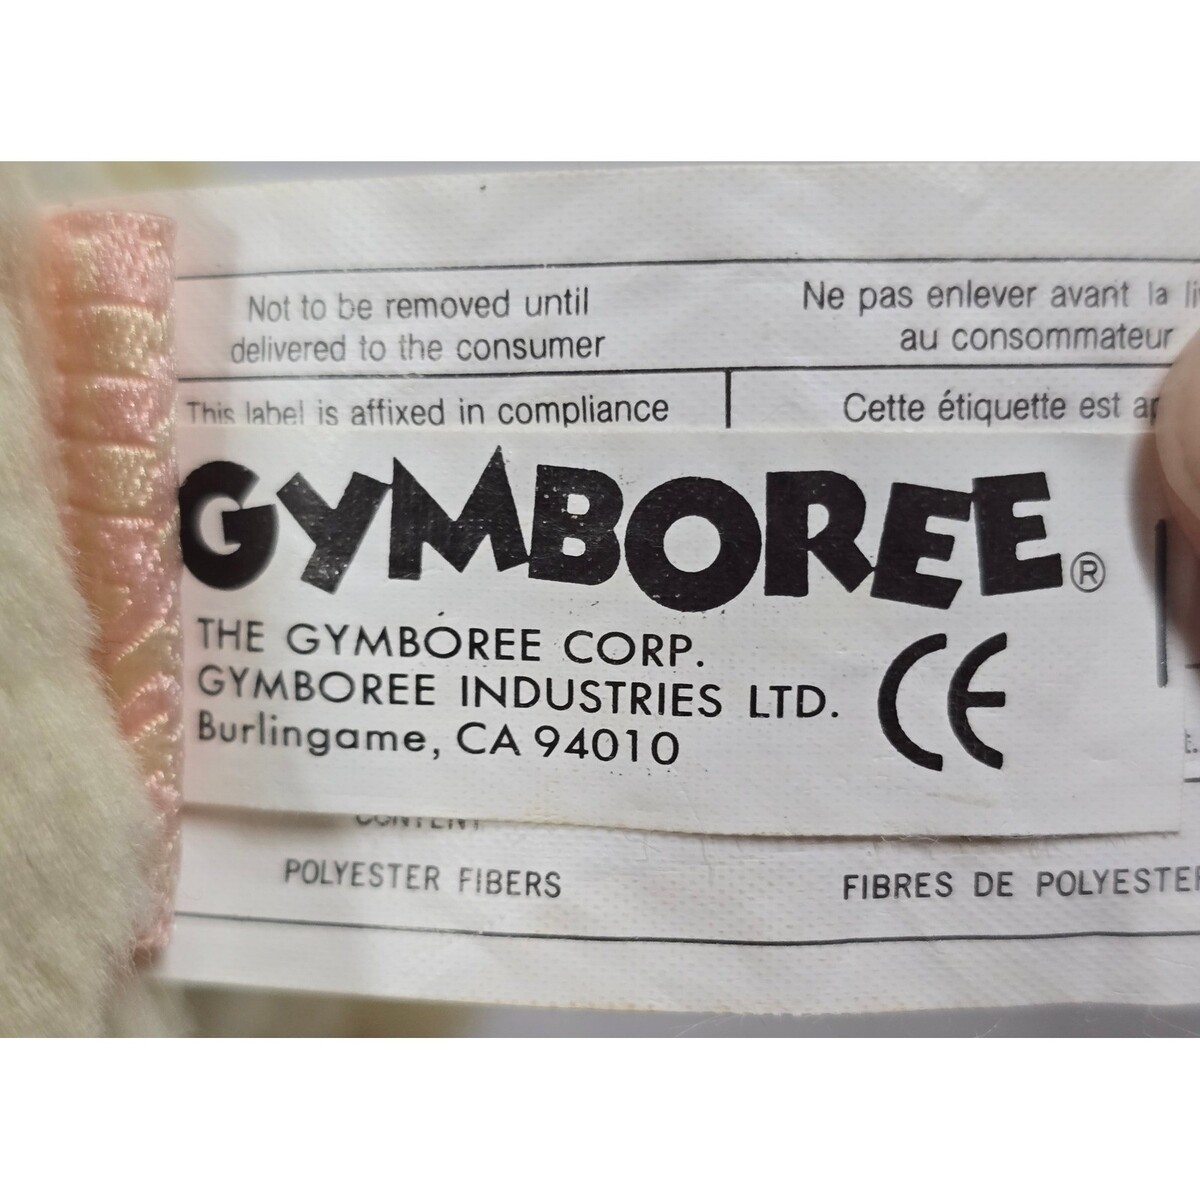 Not to be removed until
delivered to the consumer
Ne pas enlever avant la
au consommateur
This label is affixed in compliance
Cette étiquette est
GYMBOREE®
THE GYMBOREE CORP.
GYMBOREE INDUSTRIES LTD.
Burlingame, CA 94010
CE
CONTENT
POLYESTER FIBERS
FIBRES DE POLYESTER